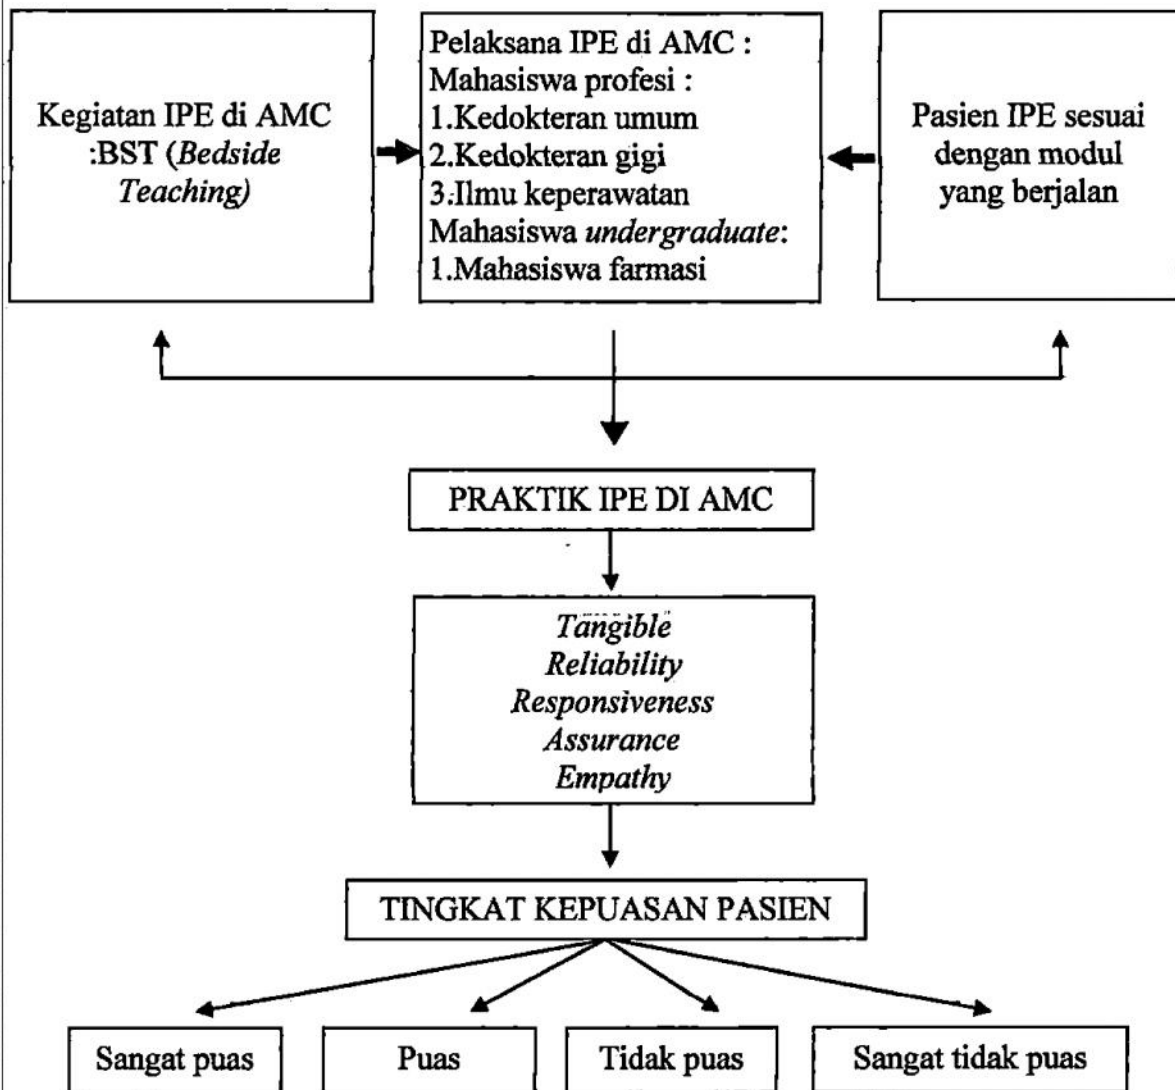 Kegiatan IPE di AMC
:BST (Bedside
Teaching)
Pelaksana IPE di AMC :
Mahasiswa profesi :
1.Kedokteran umum
2.Kedokteran gigi
3.Ilmu keperawatan
Mahasiswa undergraduate:
1.Mahasiswa farmasi
Pasien IPE sesuai
dengan modul
yang berjalan
PRAKTIK IPE DI AMC
Tangible
Reliability
Responsiveness
Assurance
Empathy
TINGKAT KEPUASAN PASIEN
Sangat puas
Puas
Tidak puas
Sangat tidak puas